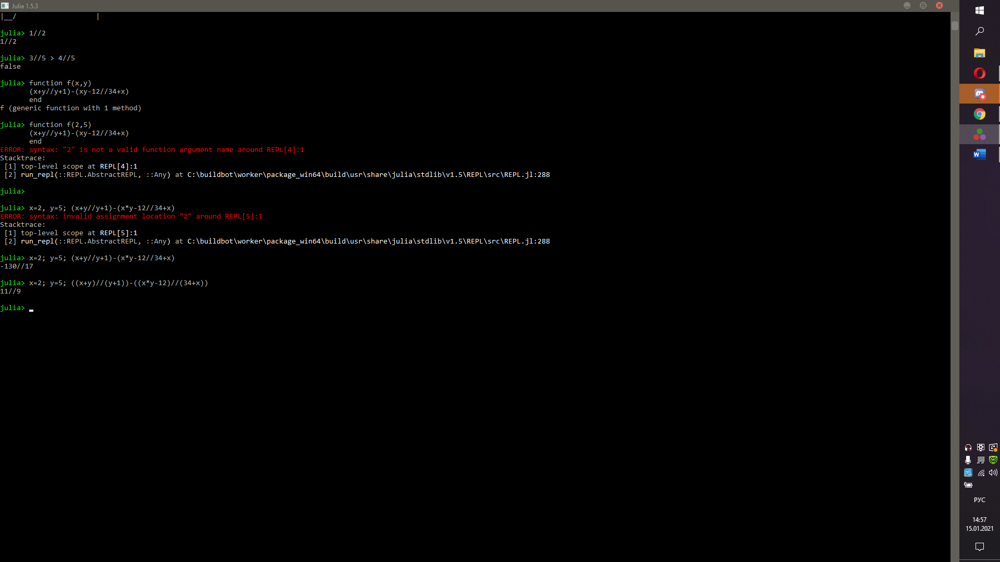 Julia 1.5.3
|__/                   |
julia> 1//2
1//2
julia> 3//5 > 4//5
false
julia> function f(x,y)
       (x+y//y+1)-(xy-12//34+x)
       end
f (generic function with 1 method)
julia> function f(2,5)
       (x+y//y+1)-(xy-12//34+x)
       end
ERROR: syntax: "2" is not a valid function argument name around REPL[4]:1
Stacktrace:
 [1] top-level scope at REPL[4]:1
 [2] run_repl(::REPL.AbstractREPL, ::Any) at C:\buildbot\worker\package_win64\build\usr\share\julia\stdlib\v1.5\REPL\src\REPL.jl:288
julia>
julia> x=2, y=5; (x+y//y+1)-(x*y-12//34+x)
ERROR: syntax: invalid assignment location "2" around REPL[5]:1
Stacktrace:
 [1] top-level scope at REPL[5]:1
 [2] run_repl(::REPL.AbstractREPL, ::Any) at C:\buildbot\worker\package_win64\build\usr\share\julia\stdlib\v1.5\REPL\src\REPL.jl:288
julia> x=2; y=5; (x+y//y+1)-(x*y-12//34+x)
-130//17
julia> x=2; y=5; ((x+y)//(y+1))-((x*y-12)//(34+x))
11//9
julia>
W
РУС
14:57
15.01.2021